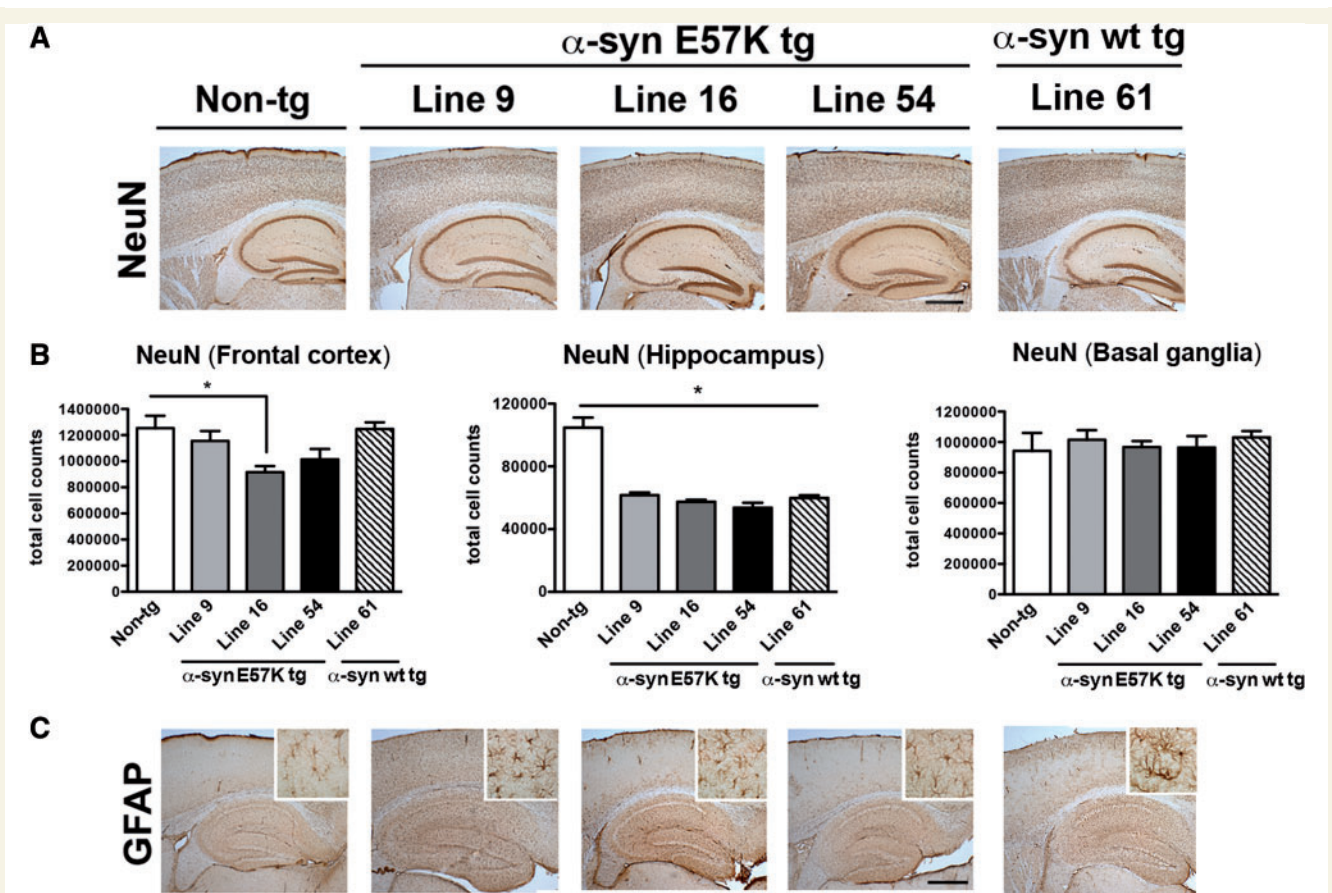 A
α-syn E57K tg
α-syn wt tg
Non-tg
Line 9
Line 16
Line 54
Line 61
NeuN
B
NeuN (Frontal cortex)
*
total cell counts
1400000
1200000
1000000
800000
600000
400000
200000
0
Non-tg
Line 9
Line 16
Line 54
Line 61
α-syn E57K tg
α-syn wt tg
NeuN (Hippocampus)
*
total cell counts
120000
80000
40000
0
Non-tg
Line 9
Line 16
Line 54
Line 61
α-syn E57K tg
α-syn wt tg
NeuN (Basal ganglia)
total cell counts
1200000
1000000
800000
600000
400000
200000
0
Non-tg
Line 9
Line 16
Line 54
Line 61
α-syn E57K tg
α-syn wt tg
C
GFAP